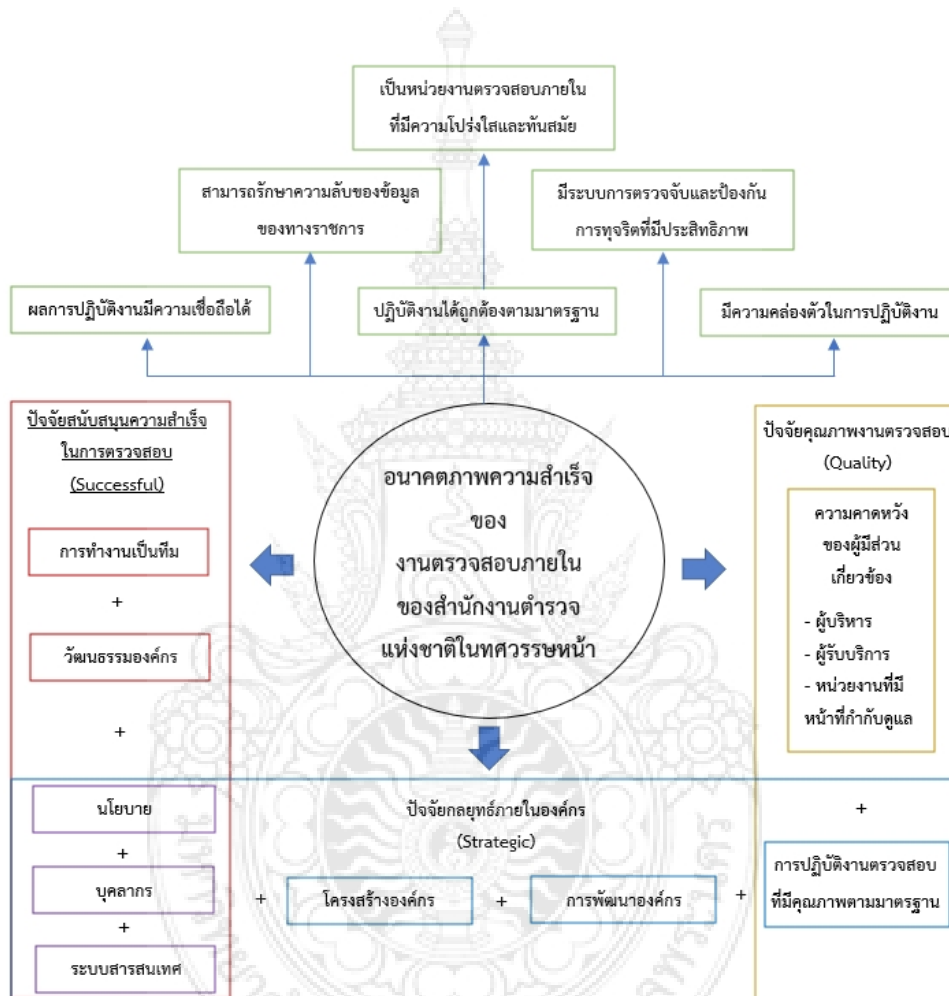 เป็นหน่วยงานตรวจสอบภายใน
ที่มีความโปร่งใสและทันสมัย
สามารถรักษาความลับของข้อมูล
ของทางราชการ
มีระบบการตรวจจับและป้องกัน
การทุจริตที่มีประสิทธิภาพ
ผลการปฏิบัติงานมีความเชื่อถือได้
ปฏิบัติงานได้ถูกต้องตามมาตรฐาน
มีความคล่องตัวในการปฏิบัติงาน
ปัจจัยสนับสนุนความสำเร็จ
ในการตรวจสอบ
(Successful)
การทำงานเป็นทีม
+
วัฒนธรรมองค์กร
+
อนาคตภาพความสำเร็จ
ของ
งานตรวจสอบภายใน
ของสำนักงานตำรวจ
แห่งชาติในทศวรรษหน้า
ปัจจัยคุณภาพงานตรวจสอบ
(Quality)
ความคาดหวัง
ของผู้มีส่วน
เกี่ยวข้อง
- ผู้บริหาร
- ผู้รับบริการ
- หน่วยงานที่มี
หน้าที่กำกับดูแล
นโยบาย
+
บุคลากร
+
ระบบสารสนเทศ
ปัจจัยกลยุทธ์ภายในองค์กร
(Strategic)
+
โครงสร้างองค์กร
+
การพัฒนาองค์กร
+
+
การปฏิบัติงานตรวจสอบ
ที่มีคุณภาพตามมาตรฐาน